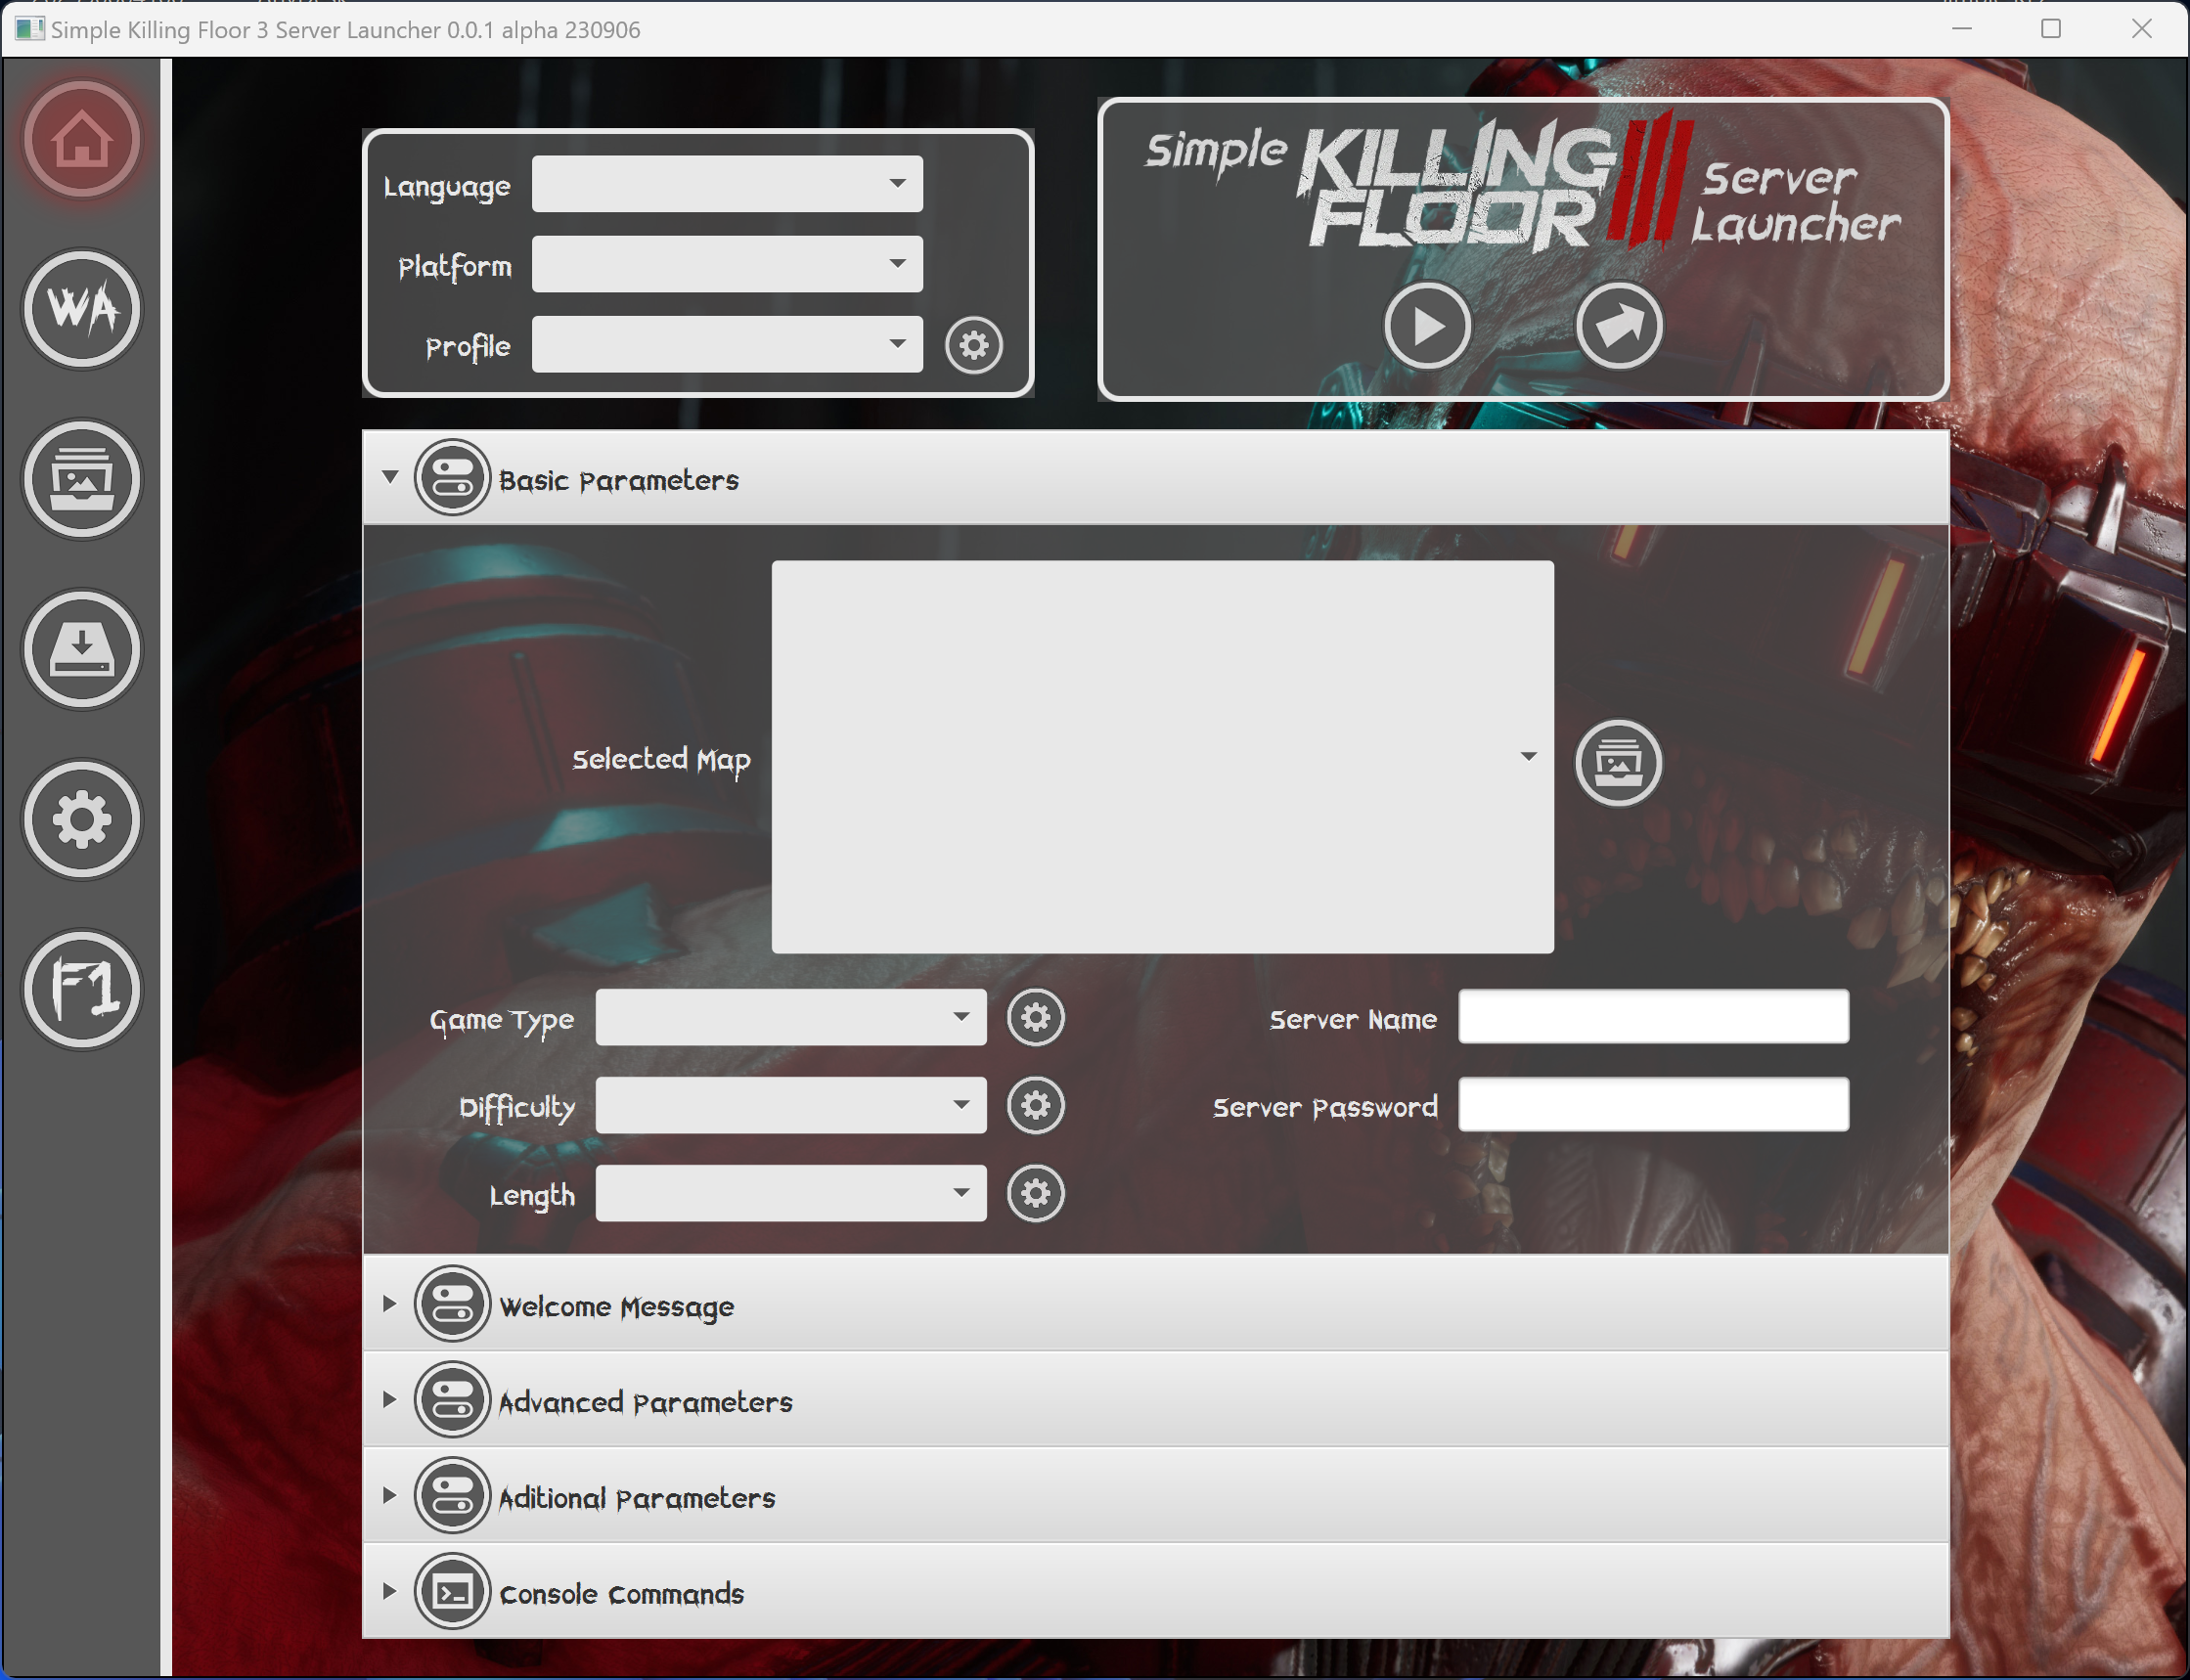 Simple Killing Floor 3 Server Launcher 0.0.1 alpha 230906
WA
F1
Language
Platform
Profile
Simple KILLING FLOOR III Server Launcher
Basic Parameters
Selected Map
Game Type
Server Name
Difficulty
Server Password
Length
Welcome Message
Advanced Parameters
Aditional Parameters
Console Commands